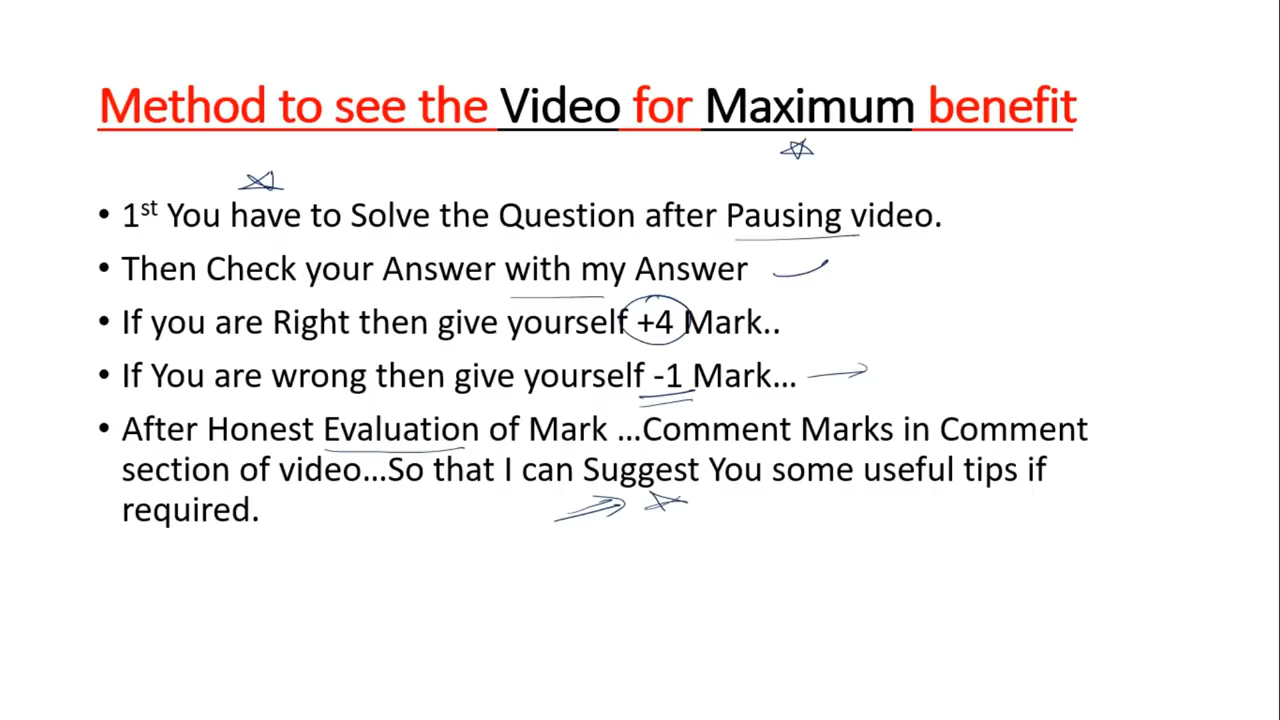 Method to see the Video for Maximum benefit
• 1st You have to Solve the Question after Pausing video.
• Then Check your Answer with my Answer
• If you are Right then give yourself +4 Mark..
• If You are wrong then give yourself -1 Mark...
• After Honest Evaluation of Mark ...Comment Marks in Comment
section of video...So that I can Suggest You some useful tips if
required.